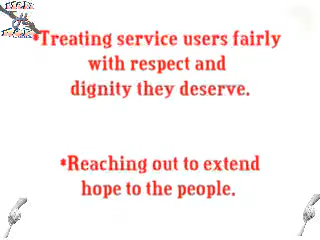 *Treating service users fairly
with respect and
dignity they deserve.
*Reaching out to extend
hope to the people.